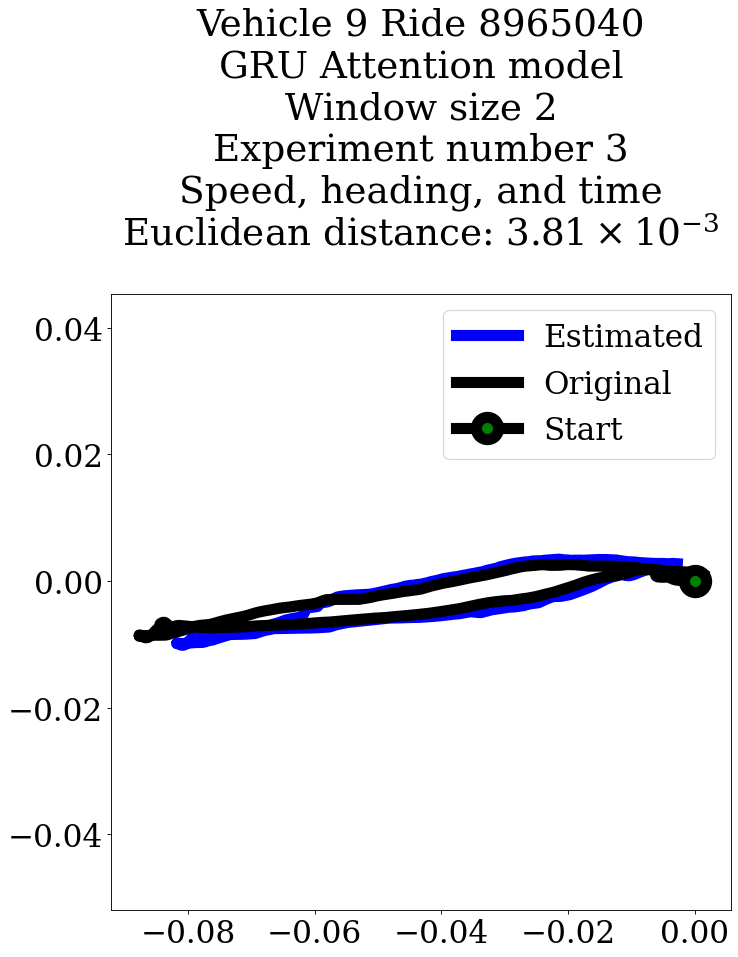 Vehicle 9 Ride 8965040
GRU Attention model
Window size 2
Experiment number 3
Speed, heading, and time
Euclidean distance: 3.81 × 10⁻³
Estimated
Original
Start
0.04
0.02
0.00
−0.02
−0.04
−0.08 −0.06 −0.04 −0.02 0.00